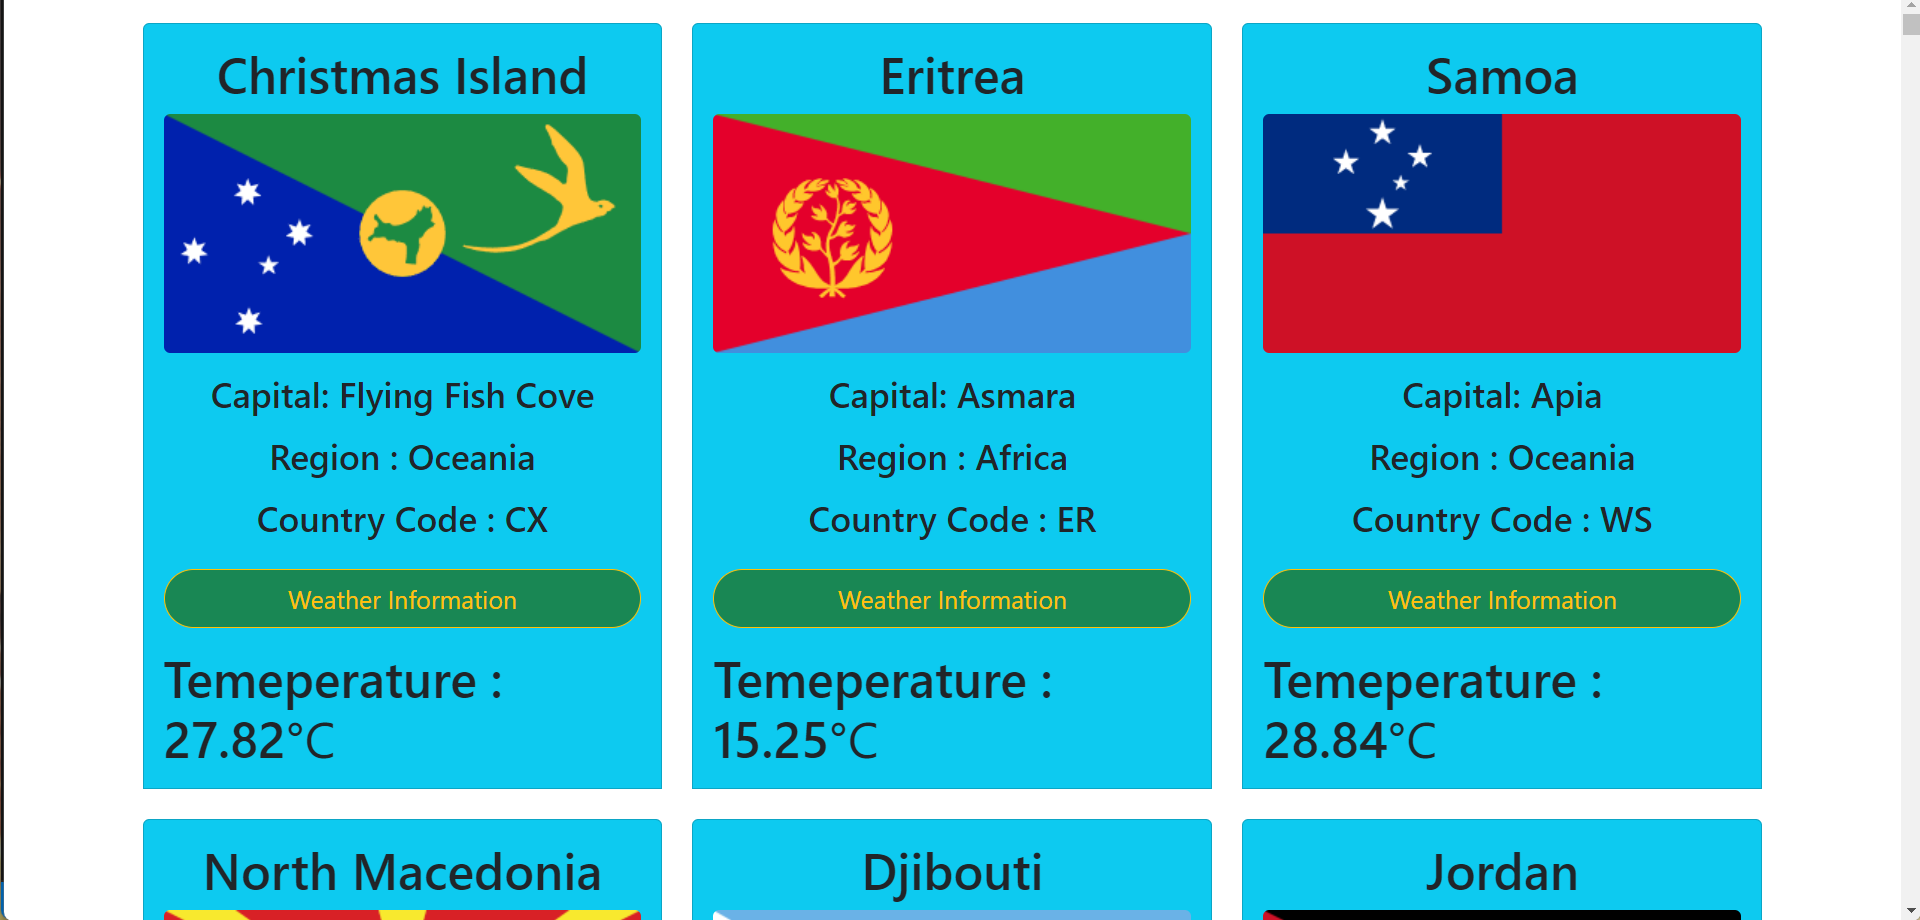 Christmas Island
Capital: Flying Fish Cove
Region : Oceania
Country Code : CX
Weather Information
Temeperature :
27.82°C
Eritrea
Capital: Asmara
Region : Africa
Country Code : ER
Weather Information
Temeperature :
15.25°C
Samoa
Capital: Apia
Region : Oceania
Country Code : WS
Weather Information
Temeperature :
28.84°C
North Macedonia
Djibouti
Jordan